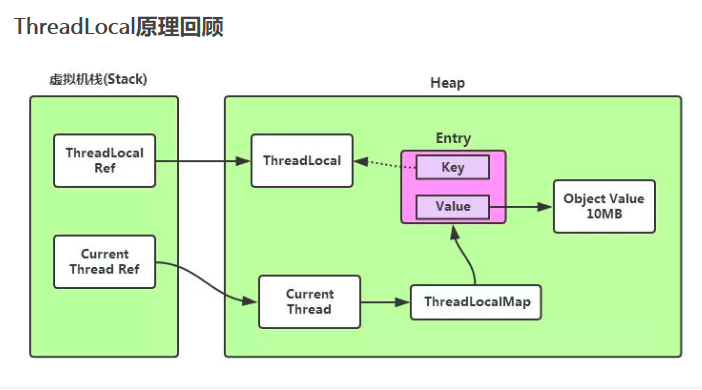 ThreadLocal原理回顾
虚拟机栈(Stack)
Heap
ThreadLocal
Ref
ThreadLocal
Entry
Key
Value
Object Value
10MB
Current
Thread Ref
Current
Thread
ThreadLocalMap